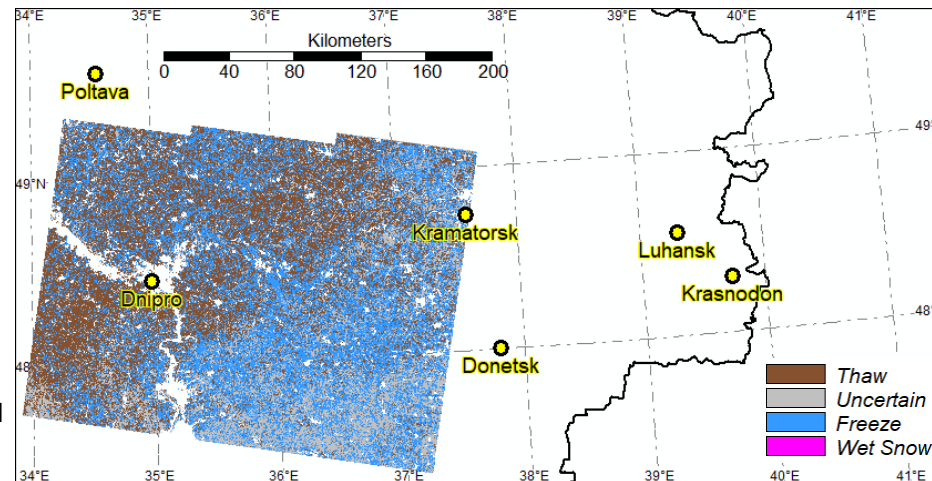 34°E 35°E 36°E 37°E 38°E 39°E 40°E 41°E
Kilometers
0 40 80 120 160 200
Poltava
49°
49°N
Kramatorsk
Luhansk
Krasnodon
Dnipro
48°
Donetsk
48°
Thaw
Uncertain
Freeze
Wet Snow
34°E 35°E 36°E 37°E 38°E 39°E 40°E 41°E